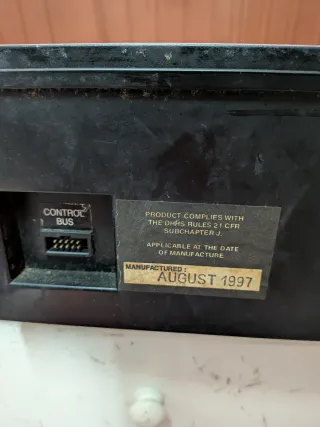 CONTROL
BUS
PRODUCT COMPLIES WITH
THE DHHS RULES 21 CFR
SUBCHAPTER J.
APPLICABLE AT THE DATE
OF MANUFACTURE
MANUFACTURED:
AUGUST 1997